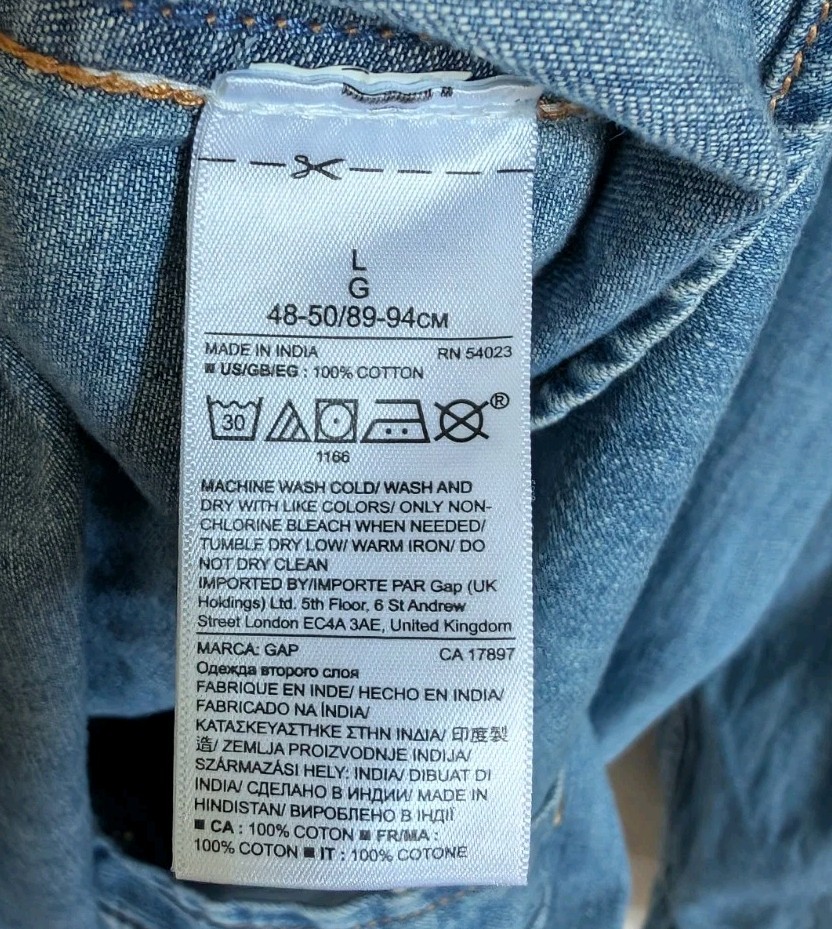 L
G
48-50/89-94CM
MADE IN INDIA RN 54023
■ US/GB/EG : 100% COTTON
30 ®
1166
MACHINE WASH COLD/ WASH AND
DRY WITH LIKE COLORS/ ONLY NON-
CHLORINE BLEACH WHEN NEEDED/
TUMBLE DRY LOW/ WARM IRON/ DO
NOT DRY CLEAN
IMPORTED BY/IMPORTE PAR Gap (UK
Holdings) Ltd. 5th Floor, 6 St Andrew
Street London EC4A 3AE, United Kingdom
MARCA: GAP CA 17897
Одежда второго слоя
FABRIQUE EN INDE/ HECHO EN INDIA/
FABRICADO NA ÍNDIA/
ΚΑΤΑΣΚΕΥΑΣΤΗΚΕ ΣΤΗΝ ΙΝΔΙΑ/ 印度製
造/ ZEMLJA PROIZVODNJE INDIJA/
SZÁRMAZÁSI HELY: INDIA/ DIBUAT DI
INDIA/ СДЕЛАНО В ИНДИИ/ MADE IN
HINDISTAN/ ВИРОБЛЕНО В ІНДІЇ
■ CA : 100% COTON ■ FR/MA :
100% COTON ■ IT : 100% COTONE